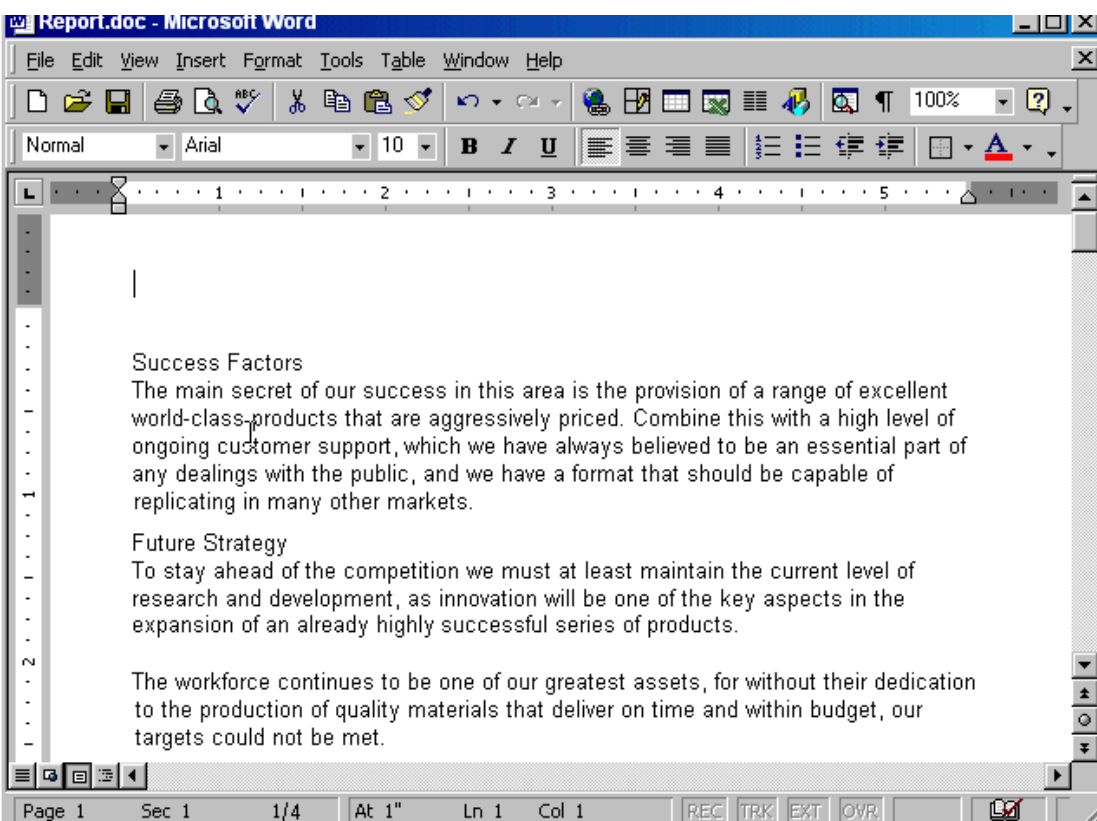 Report.doc - Microsoft Word
File Edit View Insert Format Tools Table Window Help
ABC 100%
Normal Arial 10 B I U A
L 1 2 3 4 5
Success Factors
The main secret of our success in this area is the provision of a range of excellent
world-class products that are aggressively priced. Combine this with a high level of
ongoing customer support, which we have always believed to be an essential part of
any dealings with the public, and we have a format that should be capable of
replicating in many other markets.
1
Future Strategy
To stay ahead of the competition we must at least maintain the current level of
research and development, as innovation will be one of the key aspects in the
expansion of an already highly successful series of products.
2
The workforce continues to be one of our greatest assets, for without their dedication
to the production of quality materials that deliver on time and within budget, our
targets could not be met.
Page 1 Sec 1 1/4 At 1" Ln 1 Col 1 REC TRK EXT OVR